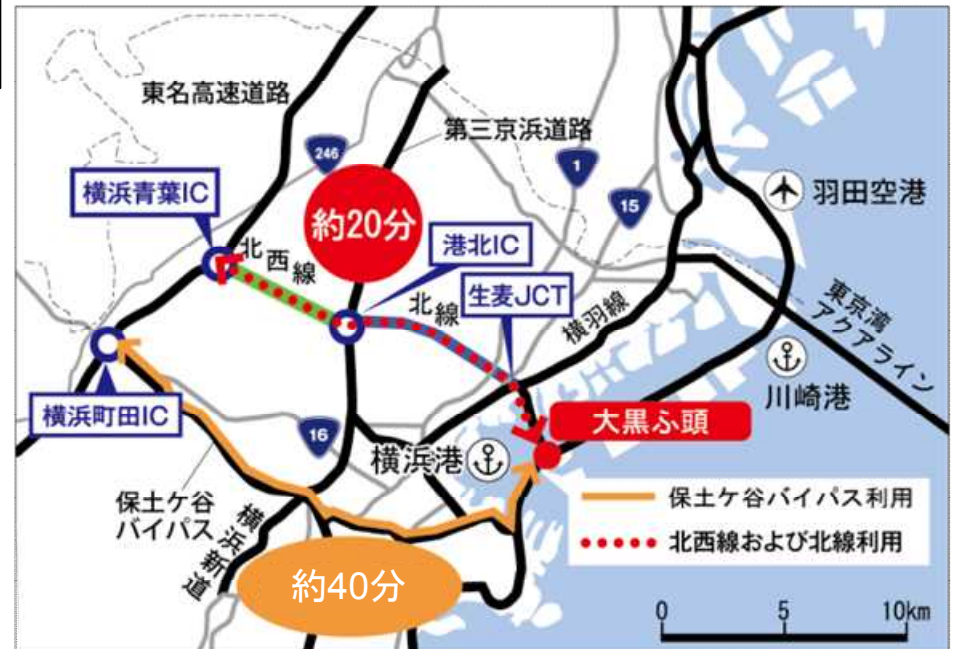 東名高速道路
第三京浜道路
246
1
15
横浜青葉IC
約20分
羽田空港
港北IC
北西線
生麦JCT
北線
横羽線
東京湾
アクアライン
川崎港
横浜町田IC
16
大黒ふ頭
横浜港
保土ケ谷
バイパス
横浜新道
保土ケ谷バイパス利用
北西線および北線利用
約40分
0 5 10km